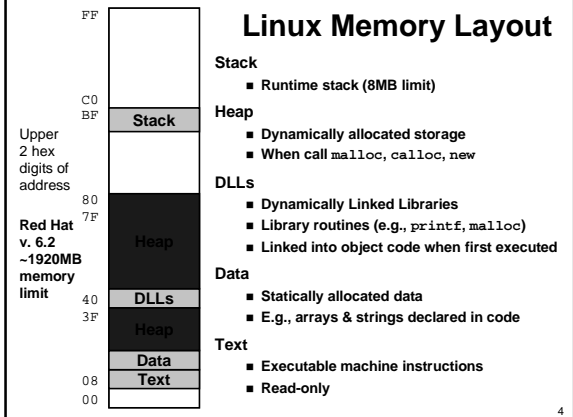 Linux Memory Layout
FF
C0
BF
Stack
Upper
2 hex
digits of
address
80
7F
Red Hat
v. 6.2
~1920MB
memory
limit
Heap
40
DLLs
3F
Heap
Data
08
Text
00
Stack
■ Runtime stack (8MB limit)
Heap
■ Dynamically allocated storage
■ When call malloc, calloc, new
DLLs
■ Dynamically Linked Libraries
■ Library routines (e.g., printf, malloc)
■ Linked into object code when first executed
Data
■ Statically allocated data
■ E.g., arrays & strings declared in code
Text
■ Executable machine instructions
■ Read-only
4